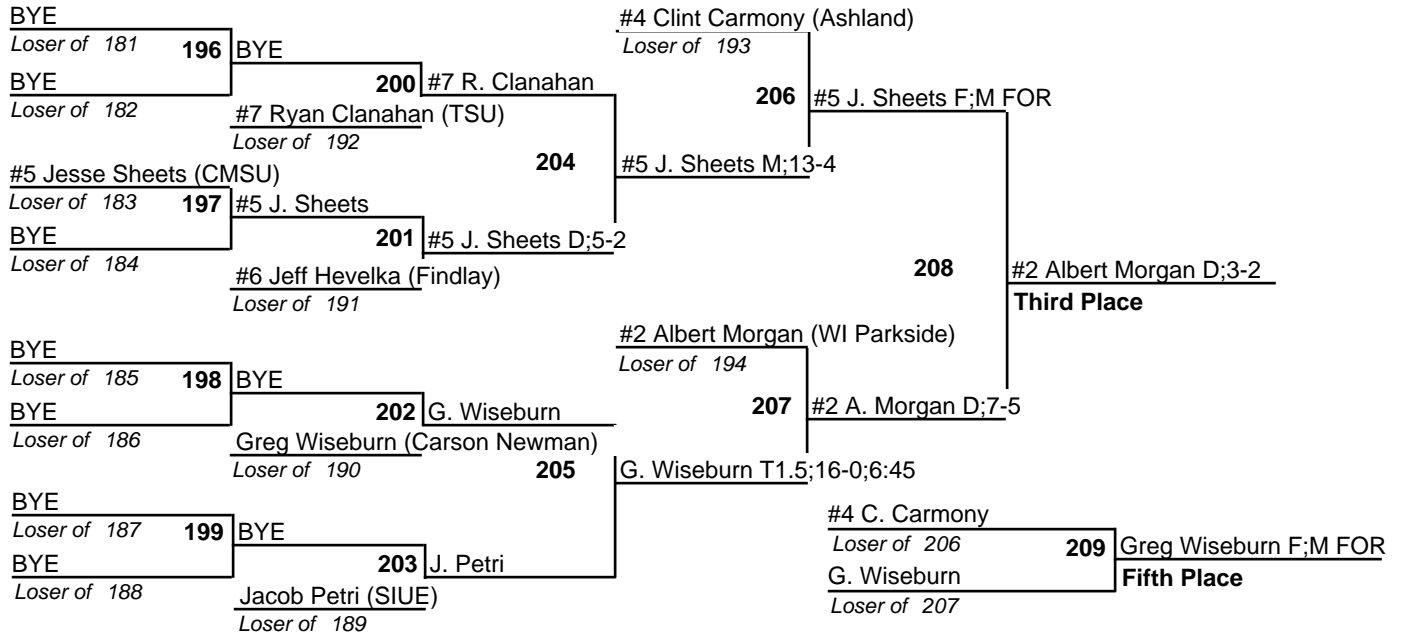 BYE
Loser of 181
196
BYE
BYE
Loser of 182
200
#7 R. Clanahan
#7 Ryan Clanahan (TSU)
Loser of 192
204
#5 Jesse Sheets (CMSU)
Loser of 183
197
#5 J. Sheets
BYE
Loser of 184
201
#5 J. Sheets D;5-2
#6 Jeff Hevelka (Findlay)
Loser of 191
#4 Clint Carmony (Ashland)
Loser of 193
206
#5 J. Sheets F;M FOR
#5 J. Sheets M;13-4
208
#2 Albert Morgan D;3-2
Third Place
BYE
Loser of 185
198
BYE
BYE
Loser of 186
202
G. Wiseburn
Greg Wiseburn (Carson Newman)
Loser of 190
205
#2 Albert Morgan (WI Parkside)
Loser of 194
207
#2 A. Morgan D;7-5
G. Wiseburn T1.5;16-0;6:45
BYE
Loser of 187
199
BYE
BYE
Loser of 188
203
J. Petri
Jacob Petri (SIUE)
Loser of 189
#4 C. Carmony
Loser of 206
209
Greg Wiseburn F;M FOR
G. Wiseburn
Fifth Place
Loser of 207